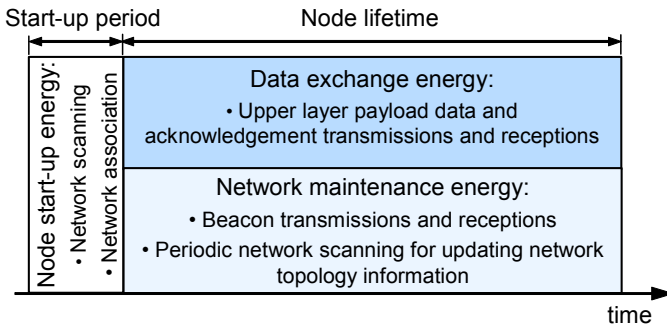 Start-up period
Node lifetime
Node start-up energy:
• Network scanning
• Network association
Data exchange energy:
• Upper layer payload data and
acknowledgement transmissions and receptions
Network maintenance energy:
• Beacon transmissions and receptions
• Periodic network scanning for updating network
topology information
time